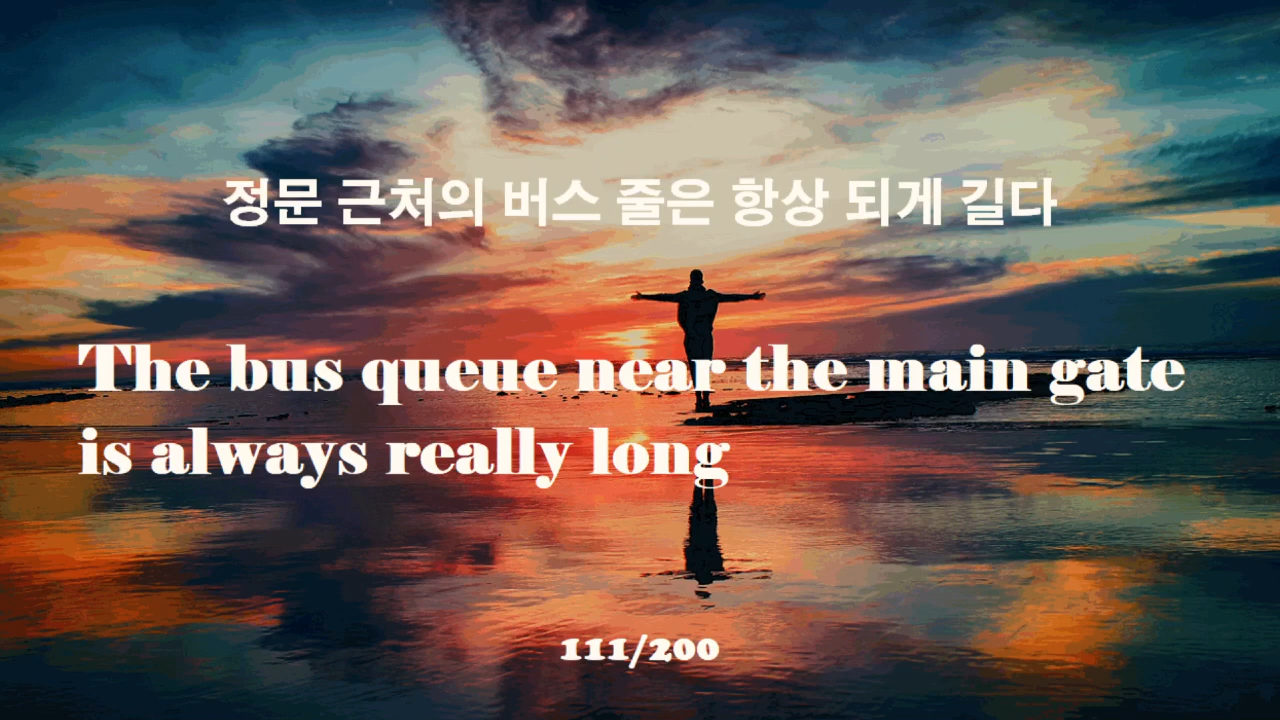 정문 근처의 버스 줄은 항상 되게 길다
The bus queue near the main gate
is always really long
111/200